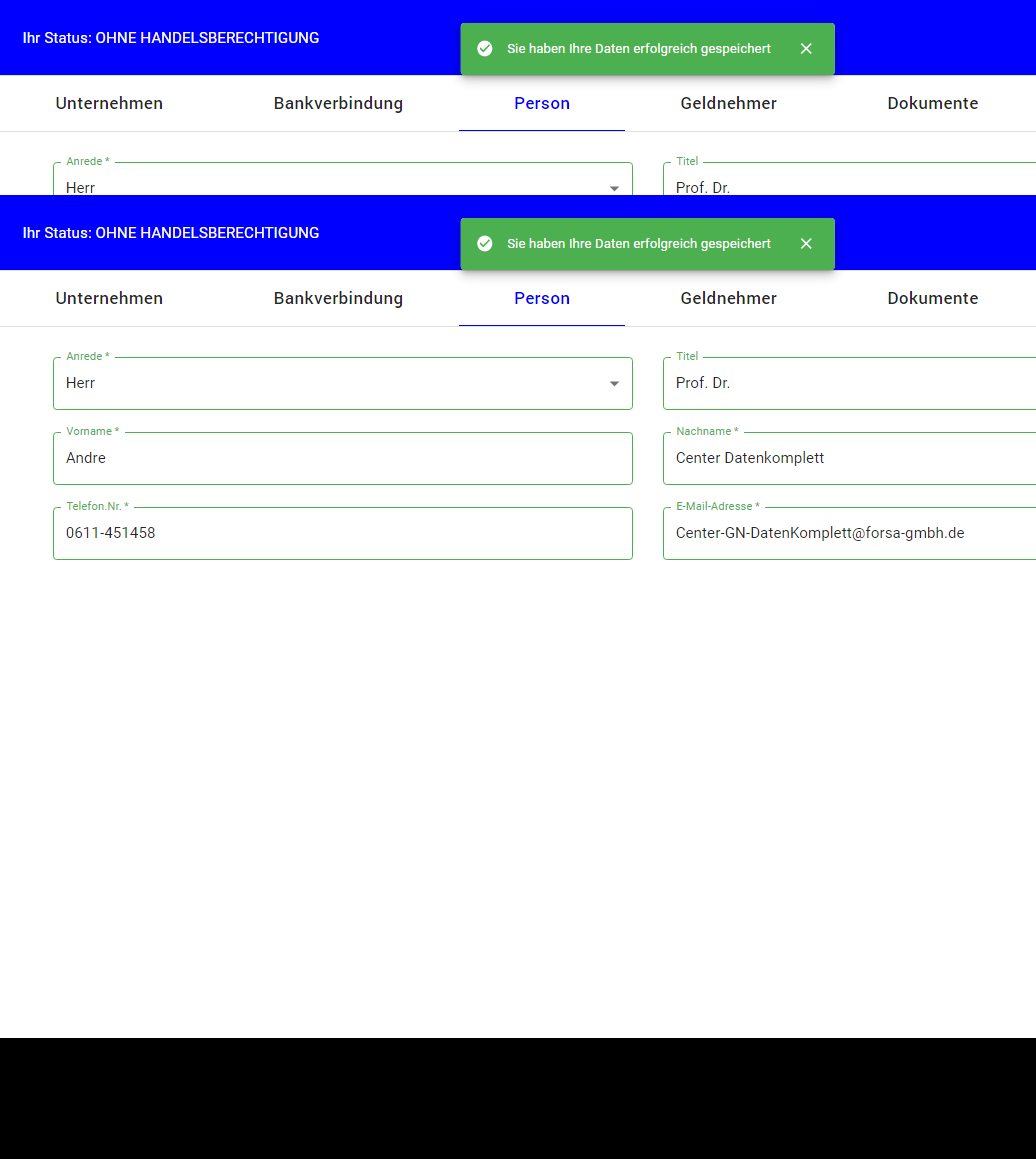 Ihr Status: OHNE HANDELSBERECHTIGUNG
Sie haben Ihre Daten erfolgreich gespeichert
Unternehmen Bankverbindung Person Geldnehmer Dokumente
Anrede * Titel
Herr Prof. Dr.
Ihr Status: OHNE HANDELSBERECHTIGUNG
Sie haben Ihre Daten erfolgreich gespeichert
Unternehmen Bankverbindung Person Geldnehmer Dokumente
Anrede * Titel
Herr Prof. Dr.
Vorname * Nachname *
Andre Center Datenkomplett
Telefon.Nr. * E-Mail-Adresse *
0611-451458 Center-GN-DatenKomplett@forsa-gmbh.de